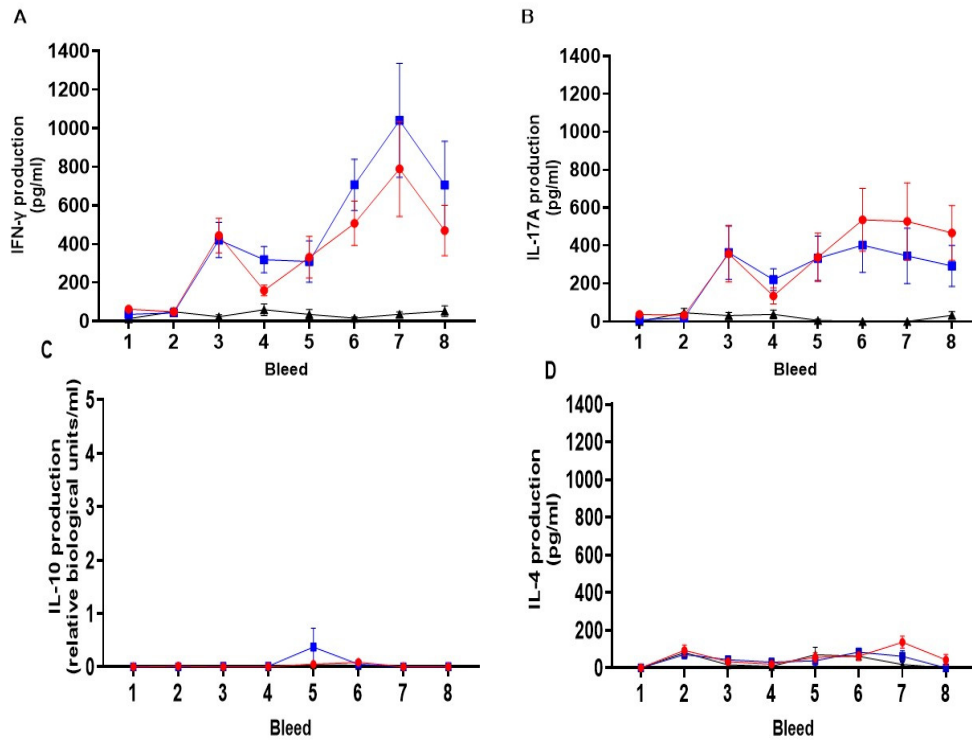 A
IFN-γ production
(pg/ml)
1400
1200
1000
800
600
400
200
0
1 2 3 4 5 6 7 8
Bleed
B
IL-17A production
(pg/ml)
1400
1200
1000
800
600
400
200
0
1 2 3 4 5 6 7 8
Bleed
C
IL-10 production
(relative biological units/ml)
5
4
3
2
1
0
1 2 3 4 5 6 7 8
Bleed
D
IL-4 production
(pg/ml)
1400
1200
1000
800
600
400
200
0
1 2 3 4 5 6 7 8
Bleed